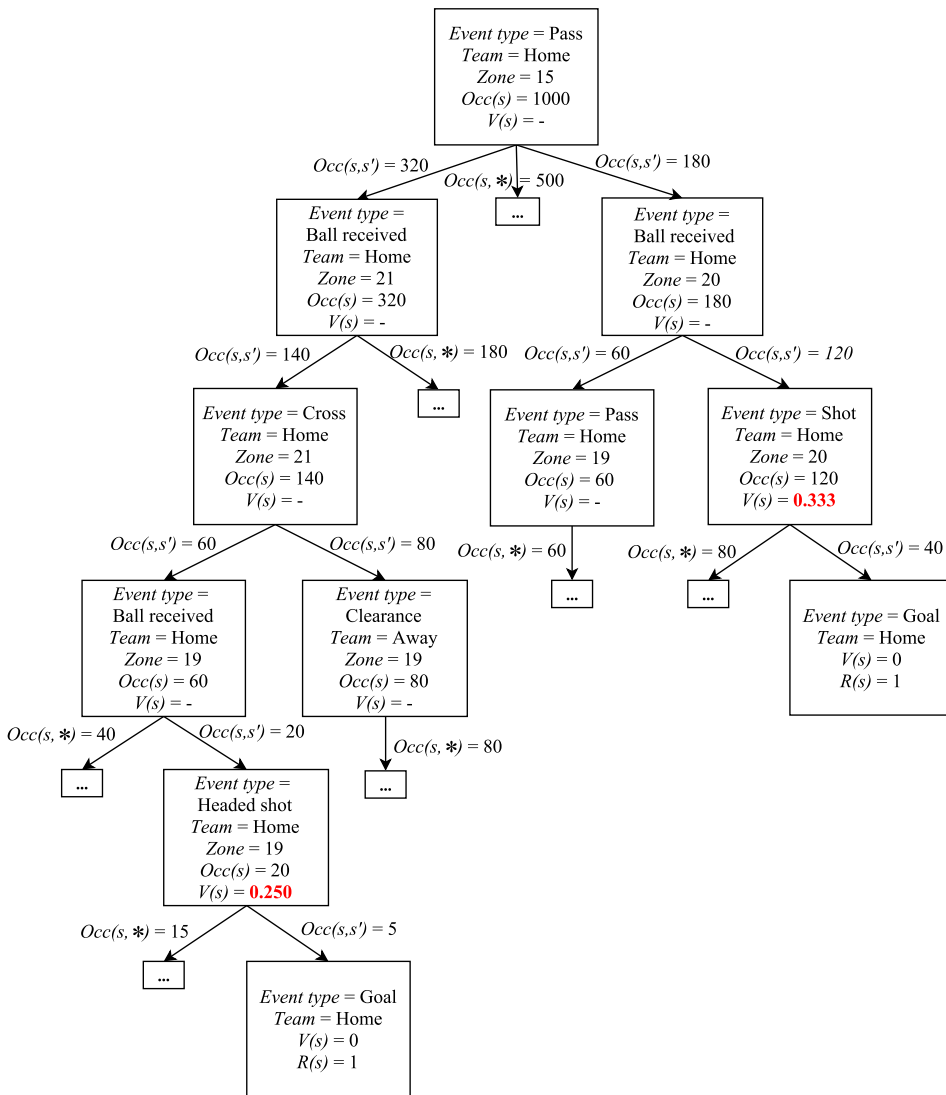 Event type = Pass
Team = Home
Zone = 15
Occ(s) = 1000
V(s) = -
Occ(s,s') = 320
Occ(s,*) = 500
Occ(s,s') = 180
...
Event type =
Ball received
Team = Home
Zone = 21
Occ(s) = 320
V(s) = -
Event type =
Ball received
Team = Home
Zone = 20
Occ(s) = 180
V(s) = -
Occ(s,s') = 140
Occ(s,*) = 180
Occ(s,s') = 60
Occ(s,s') = 120
Event type = Cross
Team = Home
Zone = 21
Occ(s) = 140
V(s) = -
...
Event type = Pass
Team = Home
Zone = 19
Occ(s) = 60
V(s) = -
Event type = Shot
Team = Home
Zone = 20
Occ(s) = 120
V(s) = 0.333
Occ(s,s') = 60
Occ(s,s') = 80
Occ(s,*) = 60
Occ(s,*) = 80
Occ(s,s') = 40
Event type =
Ball received
Team = Home
Zone = 19
Occ(s) = 60
V(s) = -
Event type =
Clearance
Team = Away
Zone = 19
Occ(s) = 80
V(s) = -
...
...
Event type = Goal
Team = Home
V(s) = 0
R(s) = 1
Occ(s,*) = 40
Occ(s,s') = 20
Occ(s,*) = 80
...
Event type =
Headed shot
Team = Home
Zone = 19
Occ(s) = 20
V(s) = 0.250
...
Occ(s,*) = 15
Occ(s,s') = 5
...
Event type = Goal
Team = Home
V(s) = 0
R(s) = 1